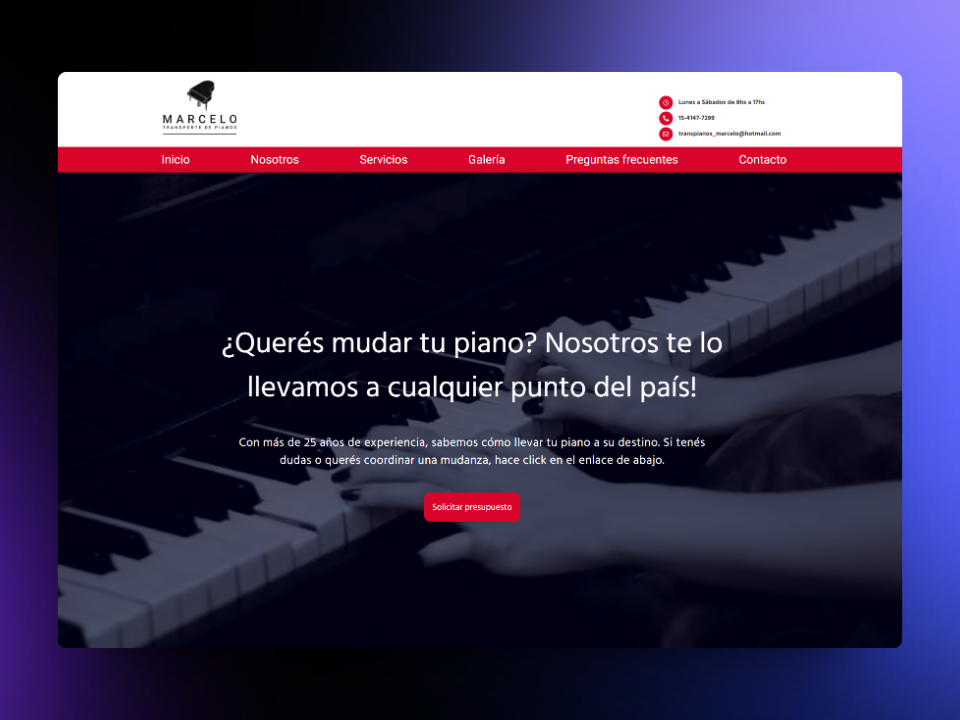 MARCELO
TRANSPORTE DE PIANOS
Lunes a Sábados de 8hs a 17hs
15-4147-7299
transpianos_marcelo@hotmail.com
Inicio Nosotros Servicios Galería Preguntas frecuentes Contacto
¿Querés mudar tu piano? Nosotros te lo
llevamos a cualquier punto del país!
Con más de 25 años de experiencia, sabemos cómo llevar tu piano a su destino. Si tenés
dudas o querés coordinar una mudanza, hace click en el enlace de abajo.
Solicitar presupuesto